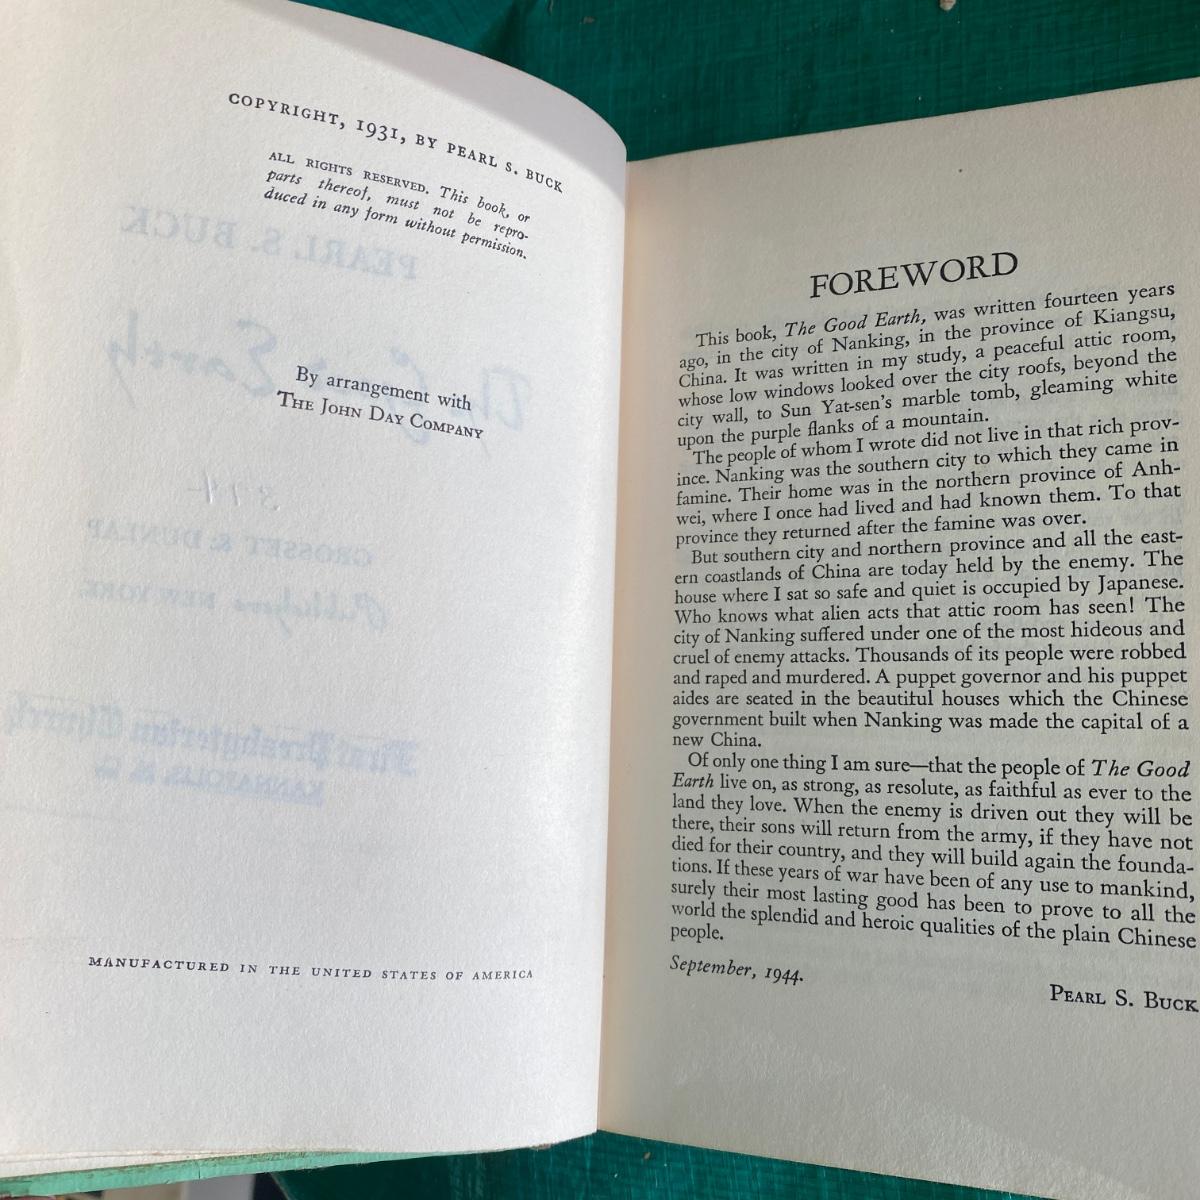 COPYRIGHT, 1931, BY PEARL S. BUCK
ALL RIGHTS RESERVED. This book, or
parts thereof, must not be repro-
duced in any form without permission.
PEARL S. BUCK
The Good Earth
374
GROSSET & DUNLAP
Publishers NEW YORK
First Presbyterian Church
KANNAPOLIS N. C.
By arrangement with
THE JOHN DAY COMPANY
MANUFACTURED IN THE UNITED STATES OF AMERICA
FOREWORD
This book, The Good Earth, was written fourteen years
ago, in the city of Nanking, in the province of Kiangsu,
China. It was written in my study, a peaceful attic room,
whose low windows looked over the city roofs, beyond the
city wall, to Sun Yat-sen's marble tomb, gleaming white
upon the purple flanks of a mountain.
The people of whom I wrote did not live in that rich prov-
ince. Nanking was the southern city to which they came in
famine. Their home was in the northern province of Anh-
wei, where I once had lived and had known them. To that
province they returned after the famine was over.
But southern city and northern province and all the east-
ern coastlands of China are today held by the enemy. The
house where I sat so safe and quiet is occupied by Japanese.
Who knows what alien acts that attic room has seen! The
city of Nanking suffered under one of the most hideous and
cruel of enemy attacks. Thousands of its people were robbed
and raped and murdered. A puppet governor and his puppet
aides are seated in the beautiful houses which the Chinese
government built when Nanking was made the capital of a
new China.
Of only one thing I am sure—that the people of The Good
Earth live on, as strong, as resolute, as faithful as ever to the
land they love. When the enemy is driven out they will be
there, their sons will return from the army, if they have not
died for their country, and they will build again the founda-
tions. If these years of war have been of any use to mankind,
surely their most lasting good has been to prove to all the
world the splendid and heroic qualities of the plain Chinese
people.
September, 1944.
PEARL S. BUCK